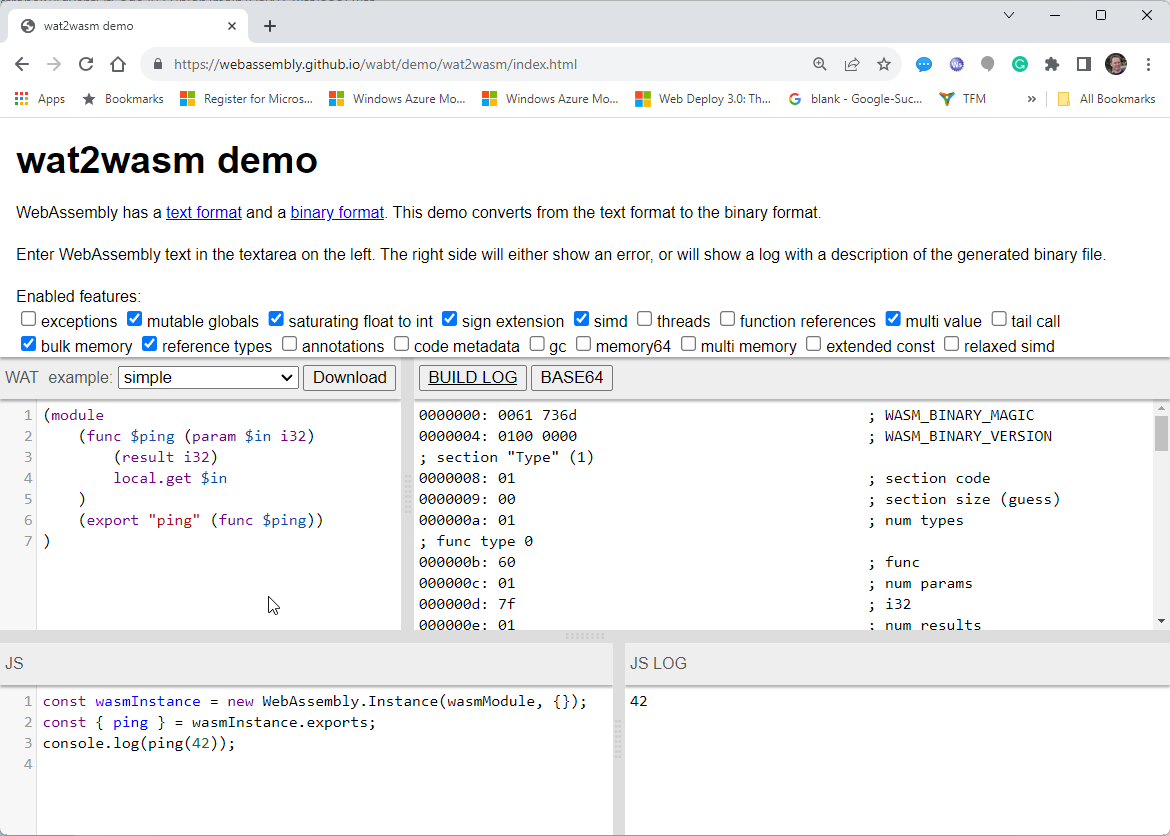 wat2wasm demo
https://webassembly.github.io/wabt/demo/wat2wasm/index.html
Apps Bookmarks Register for Micros... Windows Azure Mo... Windows Azure Mo... Web Deploy 3.0: Th... blank - Google-Suc... TFM » All Bookmarks
wat2wasm demo
WebAssembly has a text format and a binary format. This demo converts from the text format to the binary format.
Enter WebAssembly text in the textarea on the left. The right side will either show an error, or will show a log with a description of the generated binary file.
Enabled features:
exceptions mutable globals saturating float to int sign extension simd threads function references multi value tail call
bulk memory reference types annotations code metadata gc memory64 multi memory extended const relaxed simd
WAT example: simple Download
1 (module
2 (func $ping (param $in i32)
3 (result i32)
4 local.get $in
5 )
6 (export "ping" (func $ping))
7 )
BUILD LOG BASE64
0000000: 0061 736d ; WASM_BINARY_MAGIC
0000004: 0100 0000 ; WASM_BINARY_VERSION
; section "Type" (1)
0000008: 01 ; section code
0000009: 00 ; section size (guess)
000000a: 01 ; num types
; func type 0
000000b: 60 ; func
000000c: 01 ; num params
000000d: 7f ; i32
000000e: 01 ; num results
JS
1 const wasmInstance = new WebAssembly.Instance(wasmModule, {});
2 const { ping } = wasmInstance.exports;
3 console.log(ping(42));
4
JS LOG
42